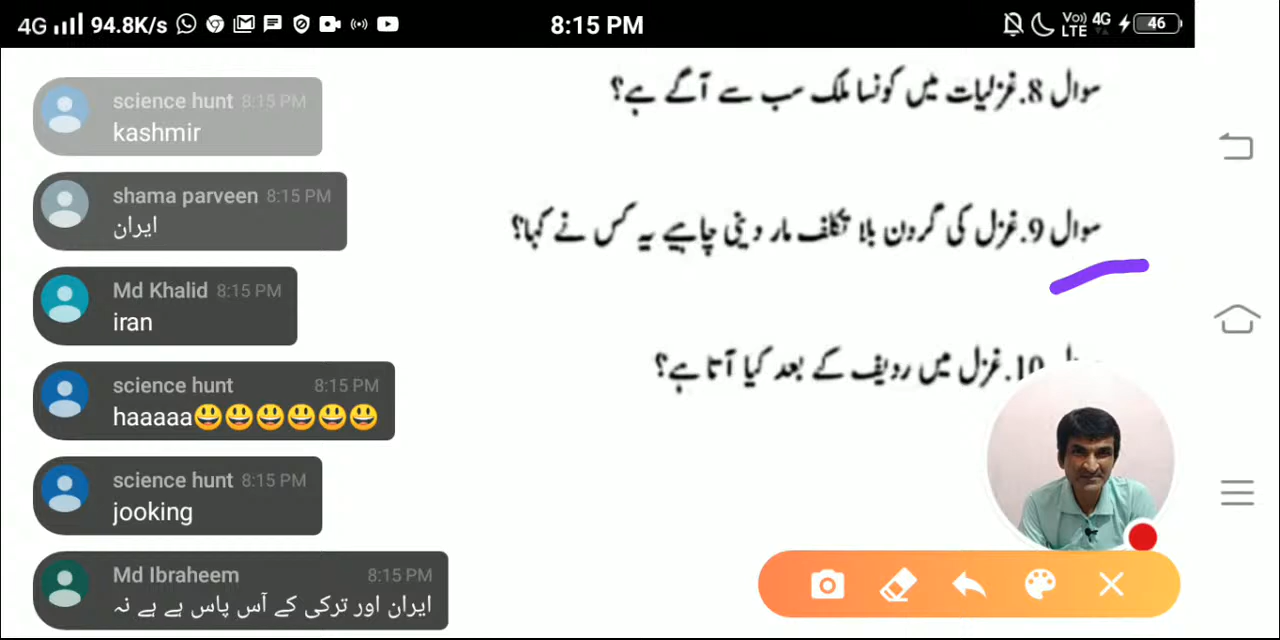 4G 94.8K/s 8:15 PM Vo)) LTE 4G 46
science hunt 8:15 PM
kashmir
shama parveen 8:15 PM
ایران
Md Khalid 8:15 PM
iran
science hunt 8:15 PM
haaaaa😃😃😃😃😃😃
science hunt 8:15 PM
jooking
Md Ibraheem 8:15 PM
ایران اور ترکی کے آس پاس ہے ہے نہ
سوال 8. غزلیات میں کونسا ملک سب سے آگے ہے؟
سوال 9. غزل کی گردن بلا تکلف مار دینی چاہیے یہ کس نے کہا؟
10. غزل میں ردیف کے بعد کیا آتا ہے؟